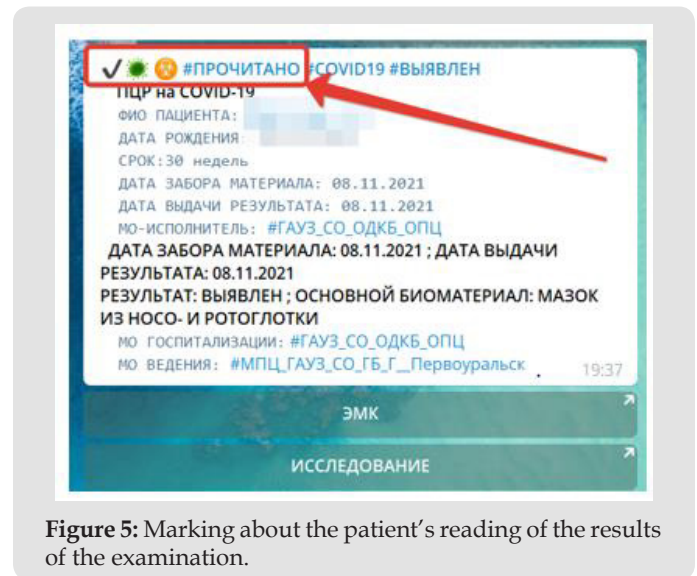 ✔ #ПРОЧИТАНО #COVID19 #ВЫЯВЛЕН
ПЦР на COVID-19
ФИО ПАЦИЕНТА:
ДАТА РОЖДЕНИЯ:
СРОК:30 недель
ДАТА ЗАБОРА МАТЕРИАЛА: 08.11.2021
ДАТА ВЫДАЧИ РЕЗУЛЬТАТА: 08.11.2021
МО-ИСПОЛНИТЕЛЬ: #ГАУЗ_СО_ОДКБ_ОПЦ
ДАТА ЗАБОРА МАТЕРИАЛА: 08.11.2021 ; ДАТА ВЫДАЧИ
РЕЗУЛЬТАТА: 08.11.2021
РЕЗУЛЬТАТ: ВЫЯВЛЕН ; ОСНОВНОЙ БИОМАТЕРИАЛ: МАЗОК
ИЗ НОСО- И РОТОГЛОТКИ
МО ГОСПИТАЛИЗАЦИИ: #ГАУЗ_СО_ОДКБ_ОПЦ
МО ВЕДЕНИЯ: #МПЦ_ГАУЗ_СО_ГБ_Г__Первоуральск .
19:37
ЭМК
ИССЛЕДОВАНИЕ
Figure 5: Marking about the patient's reading of the results
of the examination.